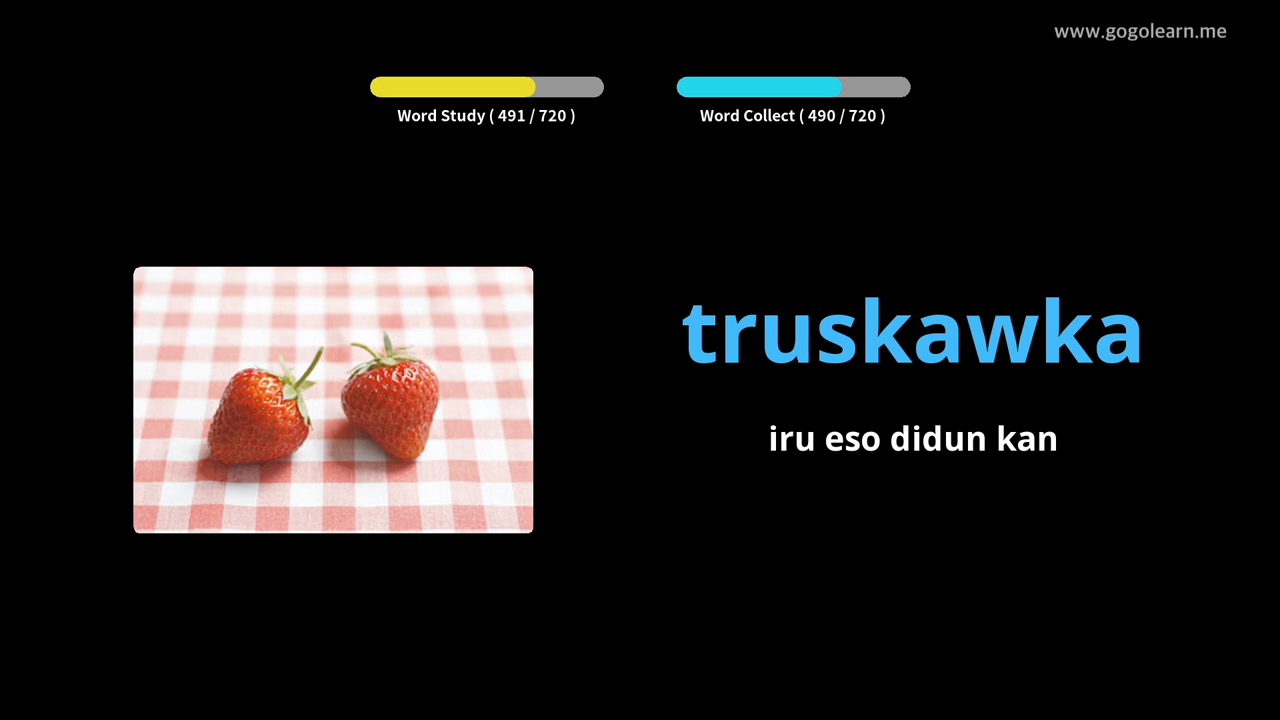 www.gogolearn.me
Word Study ( 491 / 720 )
Word Collect ( 490 / 720 )
truskawka
iru eso didun kan